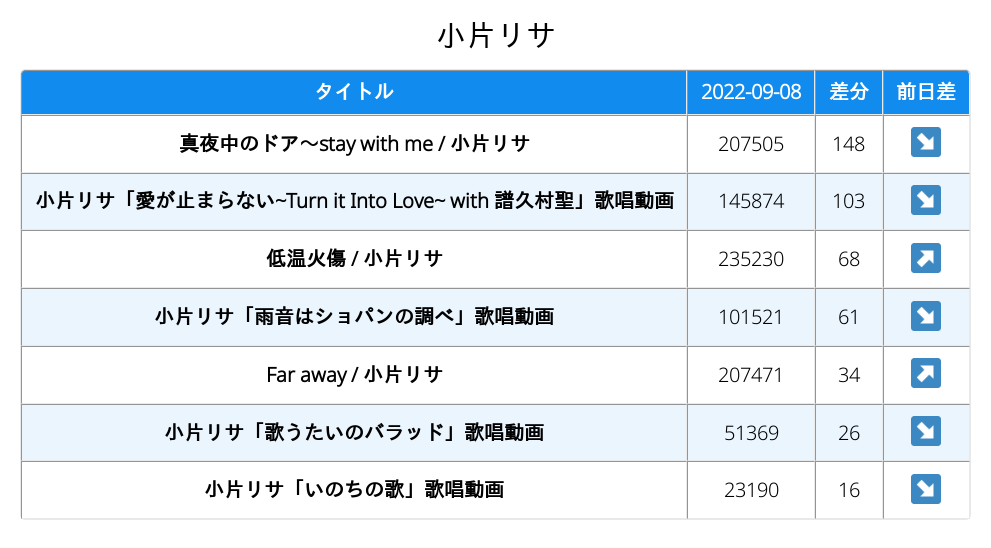 小片リサ
タイトル 2022-09-08 差分 前日差
真夜中のドア〜stay with me / 小片リサ 207505 148 ↘
小片リサ「愛が止まらない~Turn it Into Love~ with 譜久村聖」歌唱動画 145874 103 ↘
低温火傷 / 小片リサ 235230 68 ↗
小片リサ「雨音はショパンの調べ」歌唱動画 101521 61 ↘
Far away / 小片リサ 207471 34 ↗
小片リサ「歌うたいのバラッド」歌唱動画 51369 26 ↘
小片リサ「いのちの歌」歌唱動画 23190 16 ↘